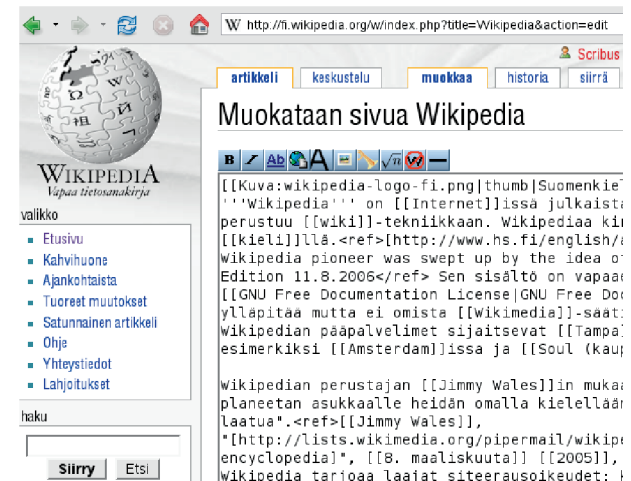 W http://fi.wikipedia.org/w/index.php?title=Wikipedia&action=edit
Scribus
artikkeli keskustelu muokkaa historia siirrä
Muokataan sivua Wikipedia
B I Ab A √n W
Ω W И 祖
WIKIPEDIA
Vapaa tietosanakirja
valikko
Etusivu
Kahvihuone
Ajankohtaista
Tuoreet muutokset
Satunnainen artikkeli
Ohje
Yhteystiedot
Lahjoitukset
haku
Siirry Etsi
[[Kuva:wikipedia-logo-fi.png|thumb|Suomenkiel
'''Wikipedia''' on [[Internet]]issä julkaista
perustuu [[wiki]]-tekniikkaan. Wikipediaa kir
[[kieli]]llä.<ref>[http://www.hs.fi/english/a
Wikipedia pioneer was swept up by the idea of
Edition 11.8.2006</ref> Sen sisältö on vapaae
[[GNU Free Documentation License|GNU Free Doc
ylläpitää mutta ei omista [[Wikimedia]]-sääti
Wikipedian pääpalvelimet sijaitsevat [[Tampa]
esimerkiksi [[Amsterdam]]issa ja [[Soul (kaup
Wikipedian perustajan [[Jimmy Wales]]in mukaa
planeetan asukkaalle heidän omalla kielellään
laatua".<ref>[[Jimmy Wales]],
"[http://lists.wikimedia.org/pipermail/wikipe
encyclopedia]", [[8. maaliskuuta]] [[2005]],
Wikipedia tarjoaa laajat siteerausoikeudet: k